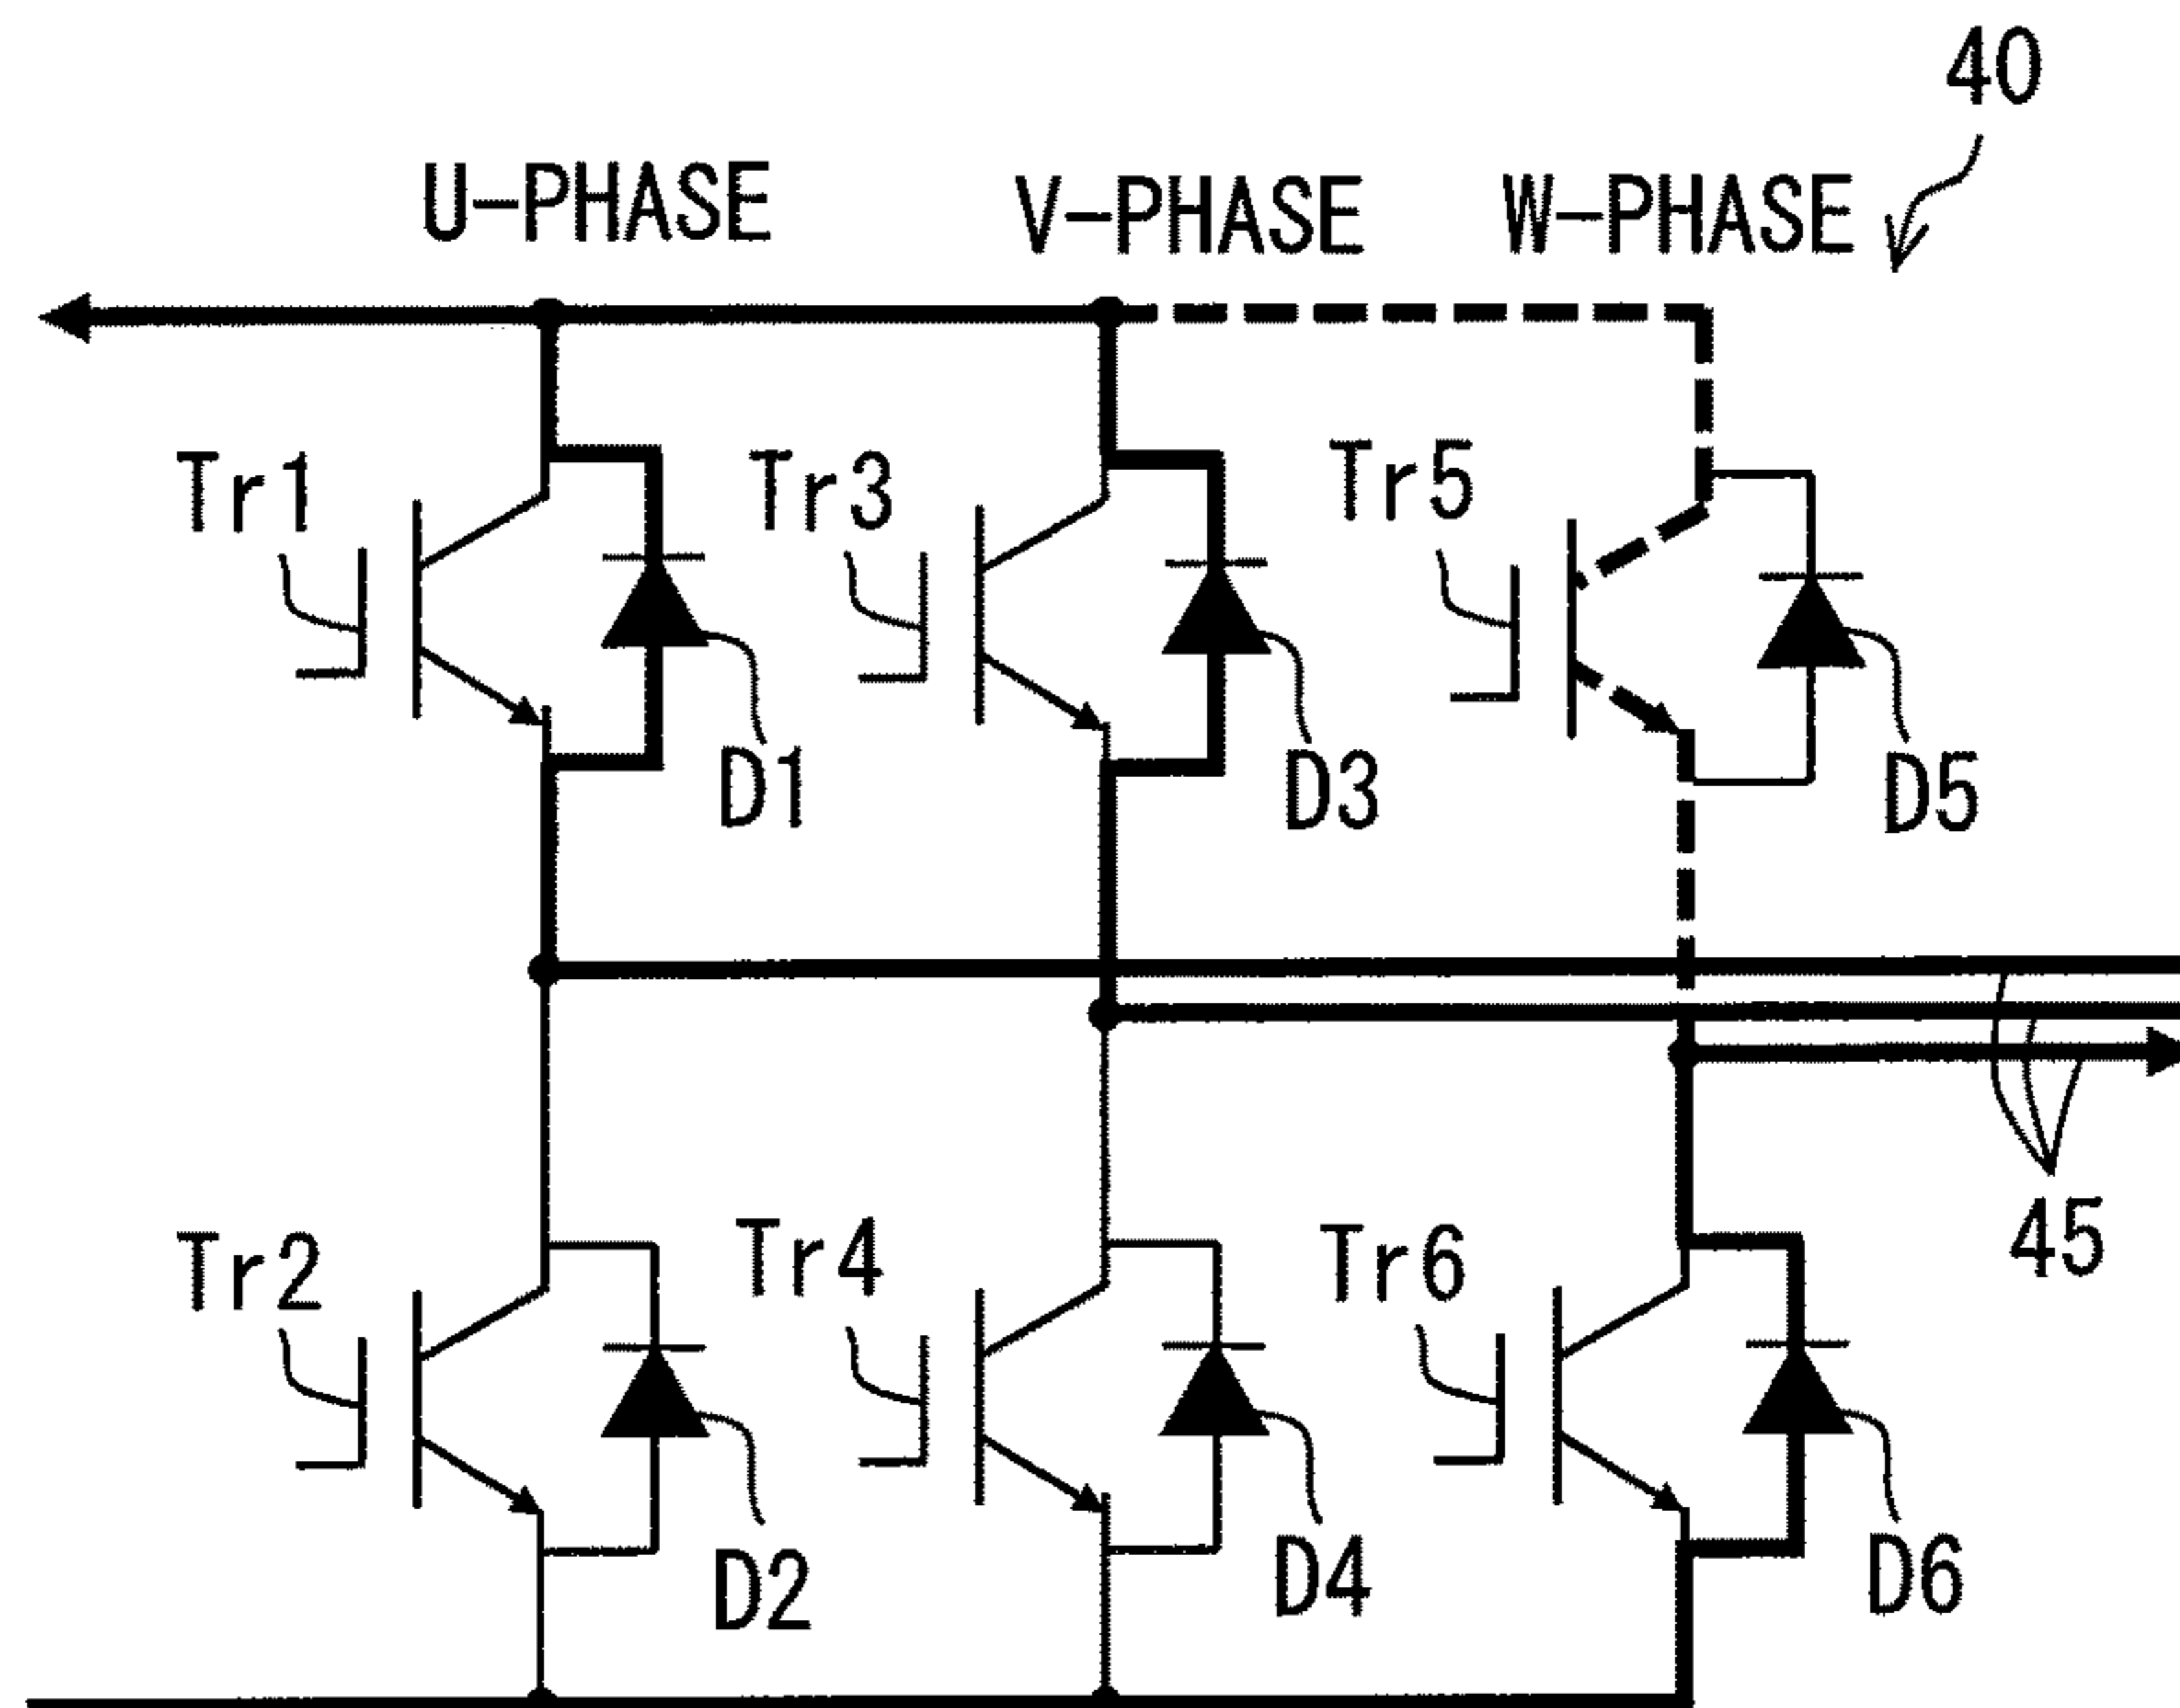 40
U-PHASE
V-PHASE
W-PHASE
Tr1
Tr3
Tr5
D1
D3
D5
45
Tr2
Tr4
Tr6
D2
D4
D6